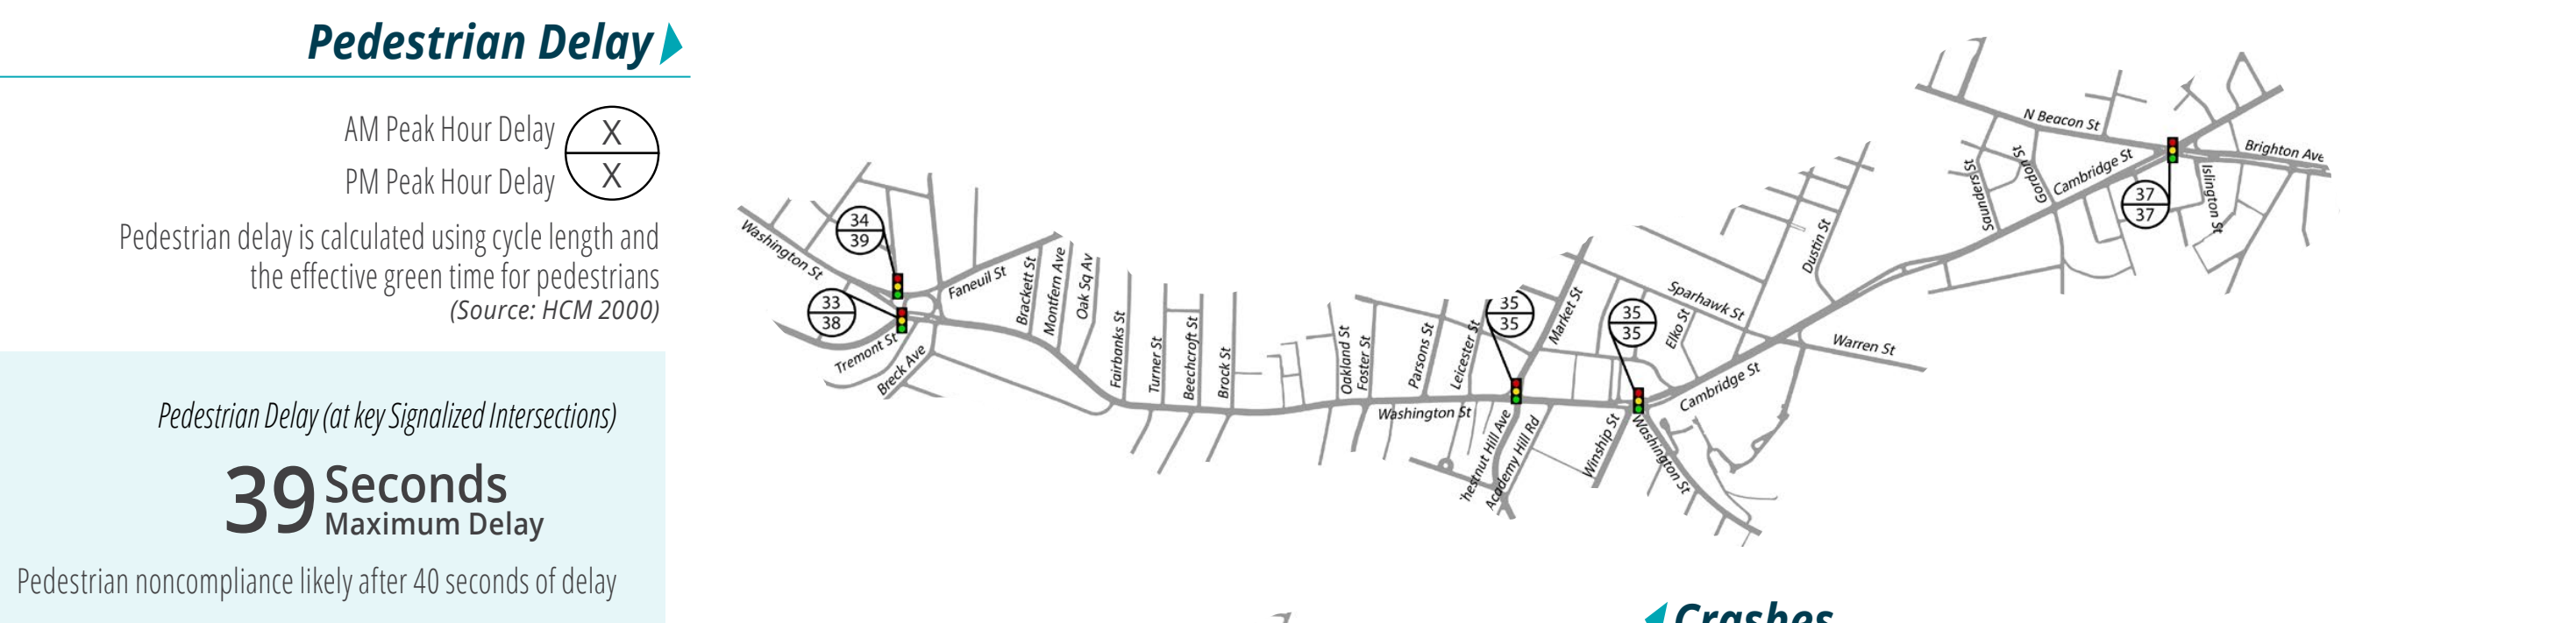 Pedestrian Delay
AM Peak Hour Delay
X
PM Peak Hour Delay
X
Pedestrian delay is calculated using cycle length and
the effective green time for pedestrians
(Source: HCM 2000)
Pedestrian Delay (at key Signalized Intersections)
39 Seconds
Maximum Delay
Pedestrian noncompliance likely after 40 seconds of delay
Washington St
34
39
33
38
Tremont St
Breck Ave
Faneuil St
Brackett St
Montfern Ave
Oak Sq Av
Fairbanks St
Turner St
Beechcroft St
Brock St
Oakland St
Foster St
Parsons St
Leicester St
Washington St
35
35
Market St
hestnut Hill Ave
Academy Hill Rd
Winship St
35
35
Elko St
Sparhawk St
Washington St
Cambridge St
Dustin St
Warren St
N Beacon St
Saunders St
Gordon St
Cambridge St
37
37
Islington St
Brighton Ave
Crashes